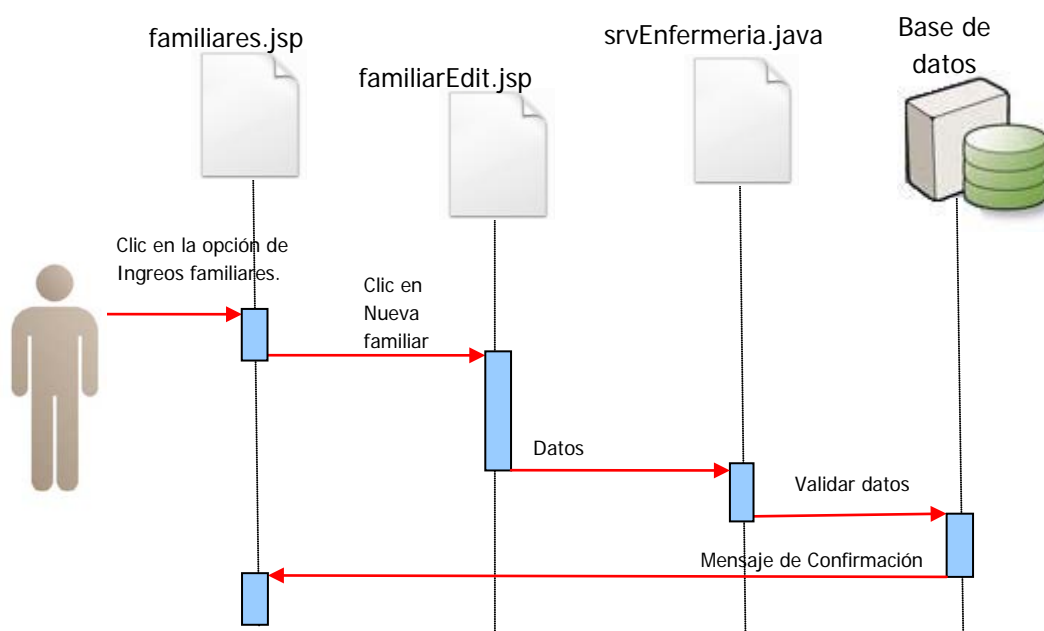 familiares.jsp
familiarEdit.jsp
srvEnfermeria.java
Base de
datos
Clic en la opción de
Ingreos familiares.
Clic en
Nueva
familiar
Datos
Validar datos
Mensaje de Confirmación